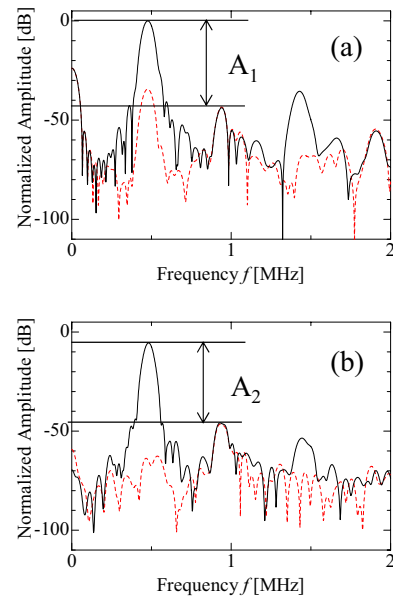 (a)
A1
Normalized Amplitude [dB]
0
-50
-100
0
1
2
Frequency f [MHz]
(b)
A2
Normalized Amplitude [dB]
0
-50
-100
0
1
2
Frequency f [MHz]